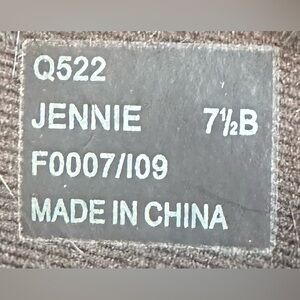 Q522
JENNIE 7½B
F0007/I09
MADE IN CHINA